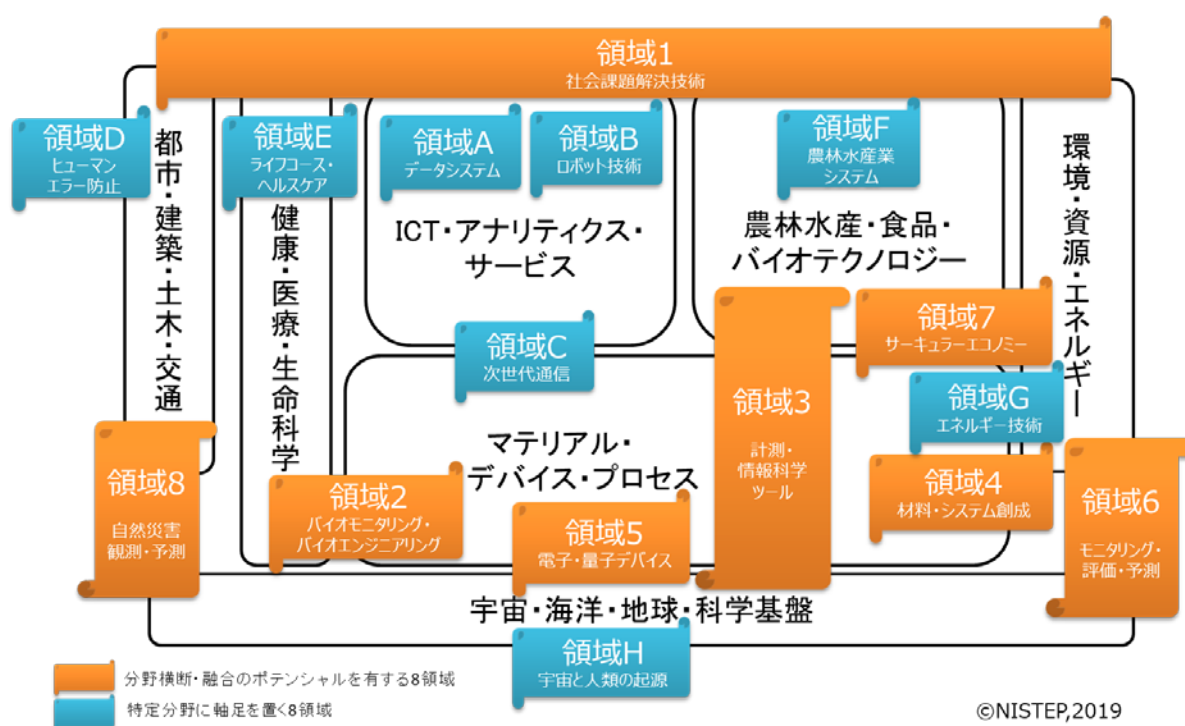 領域1
社会課題解決技術
領域D
ヒューマン
エラー防止
都市・建築・土木・交通
領域E
ライフコース・
ヘルスケア
健康・医療・生命科学
領域A
データシステム
領域B
ロボット技術
ICT・アナリティクス・
サービス
領域F
農林水産業
システム
農林水産・食品・
バイオテクノロジー
環境・資源・エネルギー
領域C
次世代通信
領域3
計測・
情報科学
ツール
領域7
サーキュラーエコノミー
領域G
エネルギー技術
マテリアル・
デバイス・プロセス
領域8
自然災害
観測・予測
領域2
バイオモニタリング・
バイオエンジニアリング
領域5
電子・量子デバイス
領域4
材料・システム創成
領域6
モニタリング・
評価・予測
宇宙・海洋・地球・科学基盤
領域H
宇宙と人類の起源
分野横断・融合のポテンシャルを有する8領域
特定分野に軸足を置く8領域
©NISTEP,2019